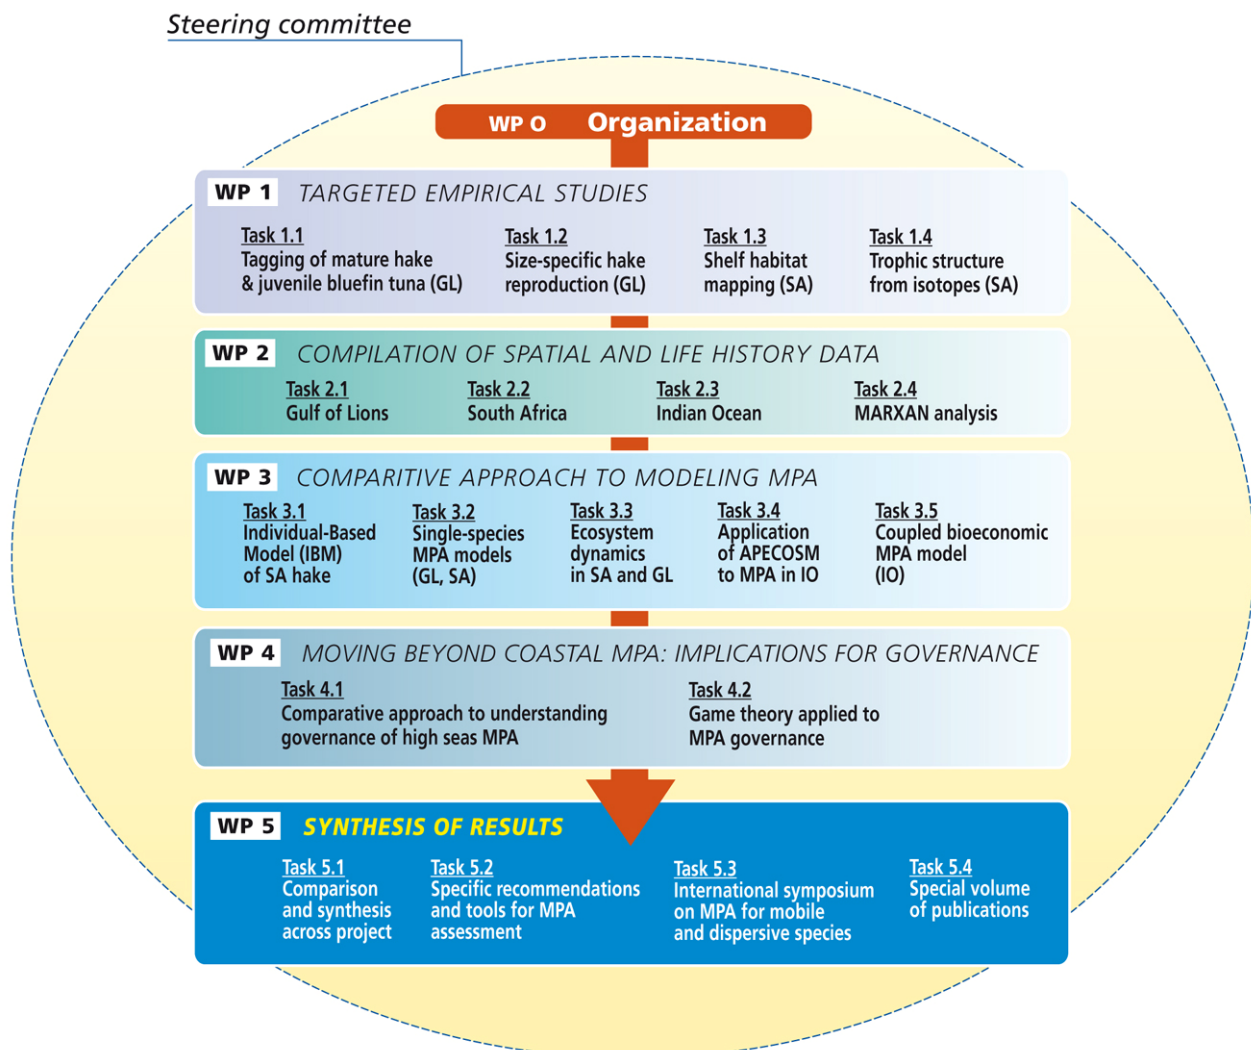 Steering committee
WP O Organization
WP 1 TARGETED EMPIRICAL STUDIES
Task 1.1
Tagging of mature hake
& juvenile bluefin tuna (GL)
Task 1.2
Size-specific hake
reproduction (GL)
Task 1.3
Shelf habitat
mapping (SA)
Task 1.4
Trophic structure
from isotopes (SA)
WP 2 COMPILATION OF SPATIAL AND LIFE HISTORY DATA
Task 2.1
Gulf of Lions
Task 2.2
South Africa
Task 2.3
Indian Ocean
Task 2.4
MARXAN analysis
WP 3 COMPARITIVE APPROACH TO MODELING MPA
Task 3.1
Individual-Based
Model (IBM)
of SA hake
Task 3.2
Single-species
MPA models
(GL, SA)
Task 3.3
Ecosystem
dynamics
in SA and GL
Task 3.4
Application
of APECOSM
to MPA in IO
Task 3.5
Coupled bioeconomic
MPA model
(IO)
WP 4 MOVING BEYOND COASTAL MPA: IMPLICATIONS FOR GOVERNANCE
Task 4.1
Comparative approach to understanding
governance of high seas MPA
Task 4.2
Game theory applied to
MPA governance
WP 5 SYNTHESIS OF RESULTS
Task 5.1
Comparison
and synthesis
across project
Task 5.2
Specific recommendations
and tools for MPA
assessment
Task 5.3
International symposium
on MPA for mobile
and dispersive species
Task 5.4
Special volume
of publications